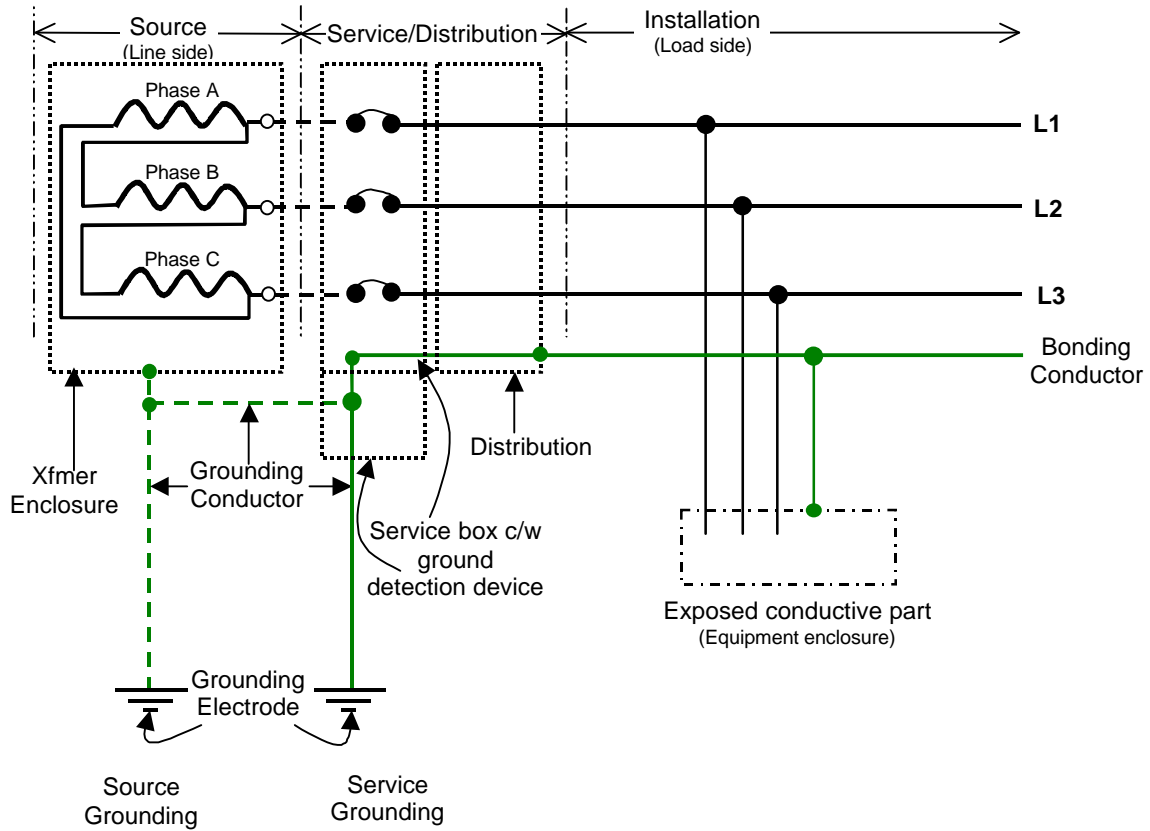 Source
(Line side)
Service/Distribution
Installation
(Load side)
Phase A
L1
Phase B
L2
Phase C
L3
Bonding
Conductor
Xfmer
Enclosure
Grounding
Conductor
Distribution
Service box c/w
ground
detection device
Exposed conductive part
(Equipment enclosure)
Grounding
Electrode
Source
Grounding
Service
Grounding